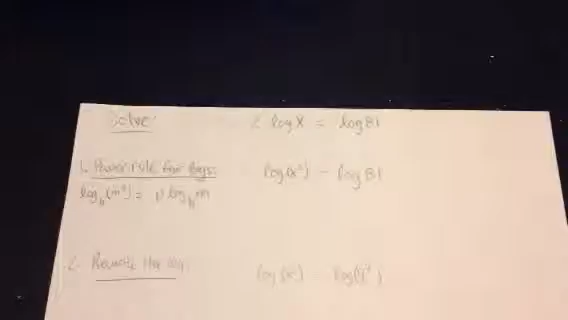 Solve: 2 log X = log 81
1. Power rule for logs: log(x²) = log 81
log_b(m^n) = n log_b m
2. Rewrite the log(x²) = log(9²)